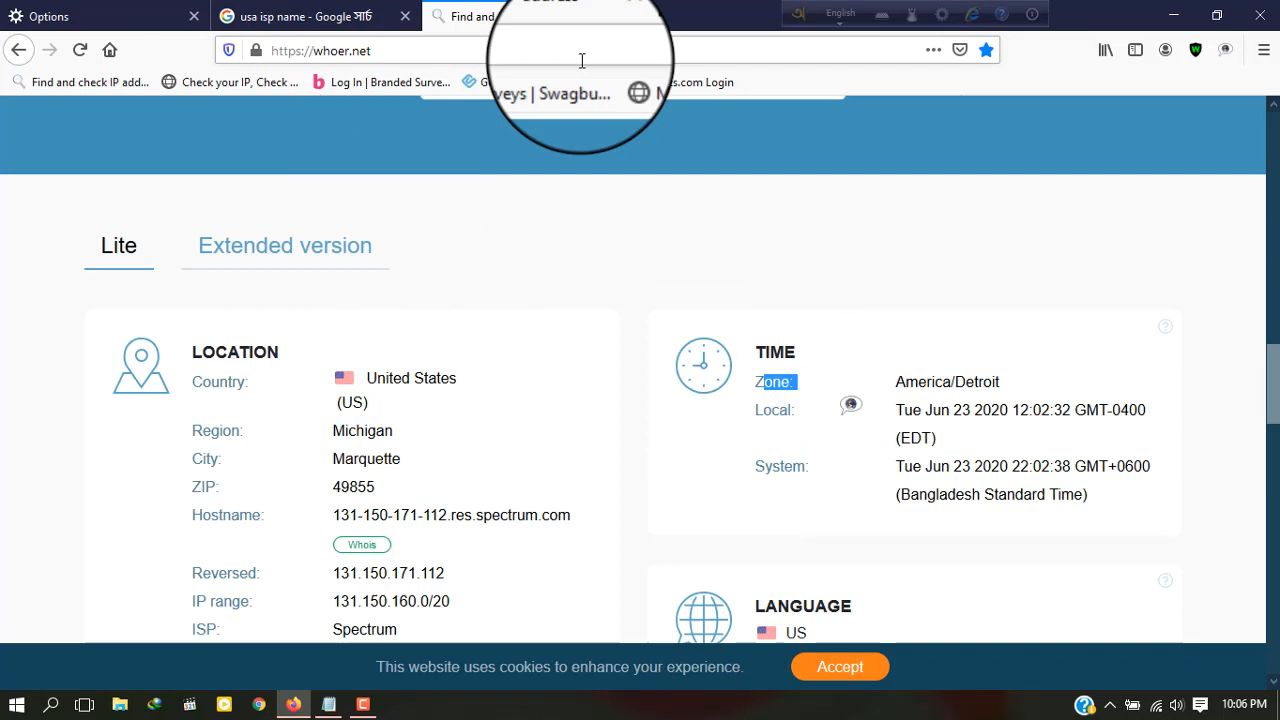 Options
usa isp name - Google সার্চ
Find and
address
English
https://whoer.net
Find and check IP add...
Check your IP, Check ...
Log In | Branded Surve...
G
veys | Swagbu...
M
s.com Login
Lite
Extended version
LOCATION
Country:
United States
(US)
Region:
Michigan
City:
Marquette
ZIP:
49855
Hostname:
131-150-171-112.res.spectrum.com
Whois
Reversed:
131.150.171.112
IP range:
131.150.160.0/20
ISP:
Spectrum
TIME
Zone:
America/Detroit
Local:
Tue Jun 23 2020 12:02:32 GMT-0400
(EDT)
System:
Tue Jun 23 2020 22:02:38 GMT+0600
(Bangladesh Standard Time)
LANGUAGE
US
This website uses cookies to enhance your experience.
Accept
10:06 PM